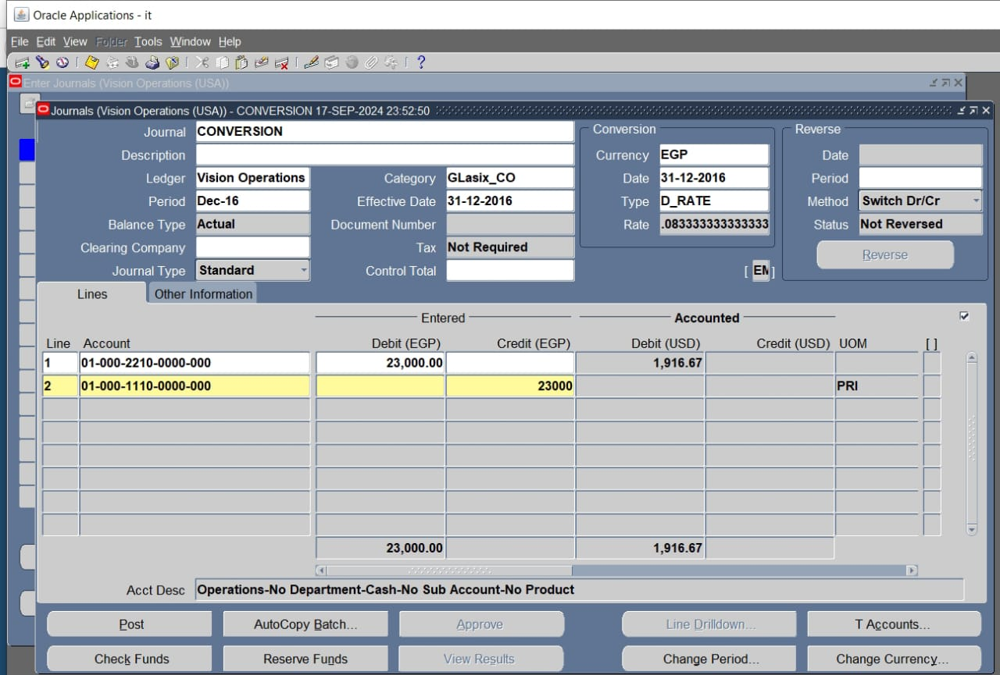 Oracle Applications - it
File Edit View Folder Tools Window Help
Enter Journals (Vision Operations (USA))
Journals (Vision Operations (USA)) - CONVERSION 17-SEP-2024 23:52:50
Journal CONVERSION
Description
Ledger Vision Operations Category GLasix_CO
Period Dec-16 Effective Date 31-12-2016
Balance Type Actual Document Number
Clearing Company Tax Not Required
Journal Type Standard Control Total
Conversion
Currency EGP
Date 31-12-2016
Type D_RATE
Rate .083333333333333
[ EM ]
Reverse
Date
Period
Method Switch Dr/Cr
Status Not Reversed
Reverse
Lines Other Information
Entered Accounted
Line Account Debit (EGP) Credit (EGP) Debit (USD) Credit (USD) UOM [ ]
1 01-000-2210-0000-000 23,000.00 1,916.67
2 01-000-1110-0000-000 23000 PRI
23,000.00 1,916.67
Acct Desc Operations-No Department-Cash-No Sub Account-No Product
Post AutoCopy Batch... Approve Line Drilldown... T Accounts...
Check Funds Reserve Funds View Results Change Period... Change Currency...